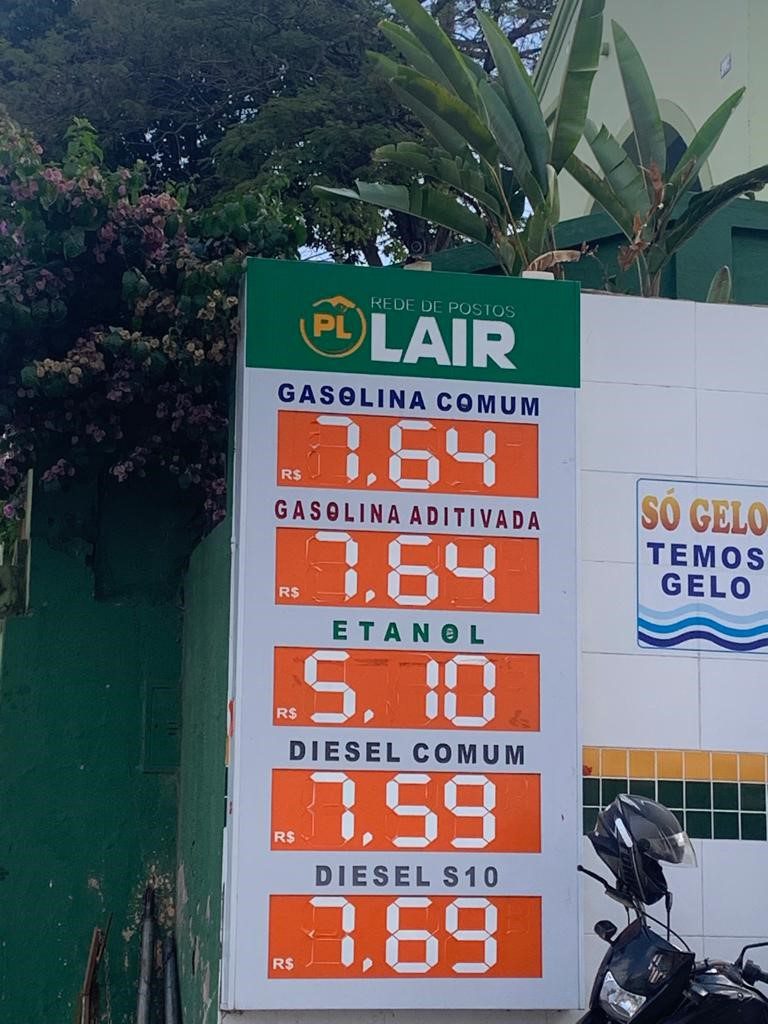 REDE DE POSTOS
PL LAIR
GASOLINA COMUM
R$ 7,64
GASOLINA ADITIVADA
R$ 7,64
ETANOL
R$ 5,10
DIESEL COMUM
R$ 7,59
DIESEL S10
R$ 7,69
SÓ GELO
TEMOS
GELO